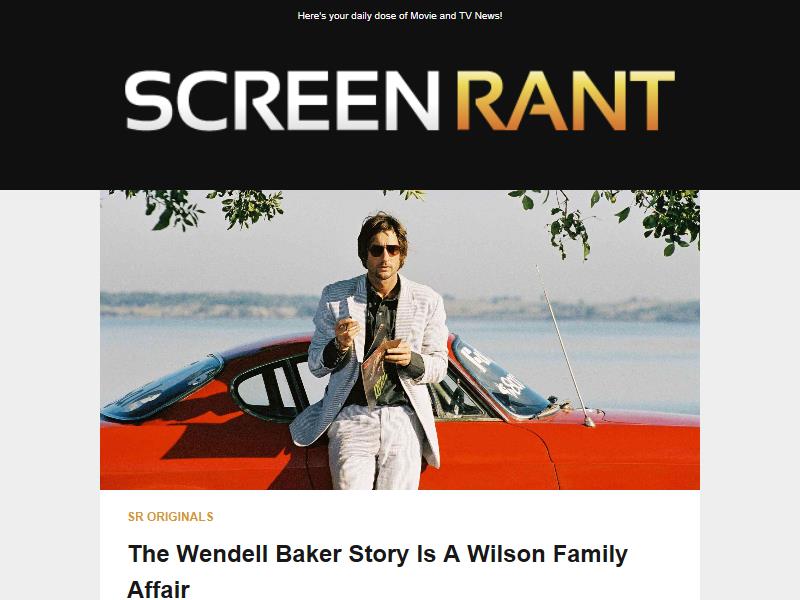 Here's your daily dose of Movie and TV News!
SCREEN RANT
SR ORIGINALS
The Wendell Baker Story Is A Wilson Family
Affair